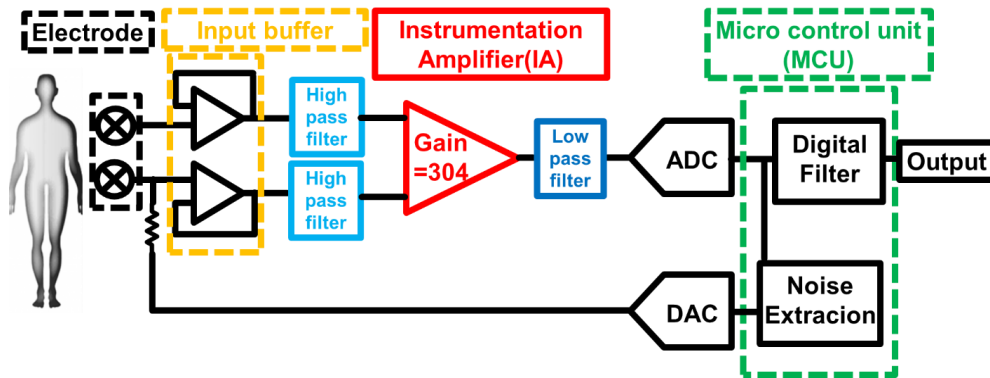 Electrode
Input buffer
Instrumentation
Amplifier(IA)
Micro control unit
(MCU)
High
pass
filter
High
pass
filter
Gain
=304
Low
pass
filter
ADC
Digital
Filter
Output
DAC
Noise
Extracion